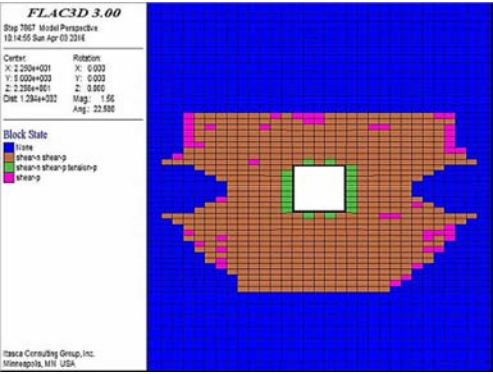 FLAC3D 3.00
Step 7867 Model Perspective
10:14:55 Sun Apr 03 2016
Center: Rotation:
X: 2.250e+001 X: 0.000
Y: 5.000e+000 Y: 0.000
Z: 2.250e+001 Z: 0.000
Dist: 1.284e+002 Mag.: 1.56
Ang.: 22.500
Block State
None
shear-n shear-p
shear-n shear-p tension-p
shear-p
Itasca Consulting Group, Inc.
Minneapolis, MN USA